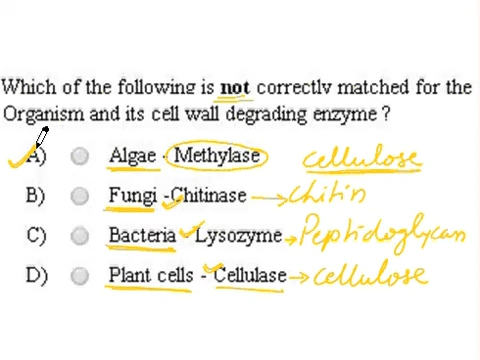 Which of the following is not correctly matched for the
Organism and its cell wall degrading enzyme ?
A) Algae - Methylase cellulose
B) Fungi -Chitinase → chitin
C) Bacteria - Lysozyme → Peptidoglycan
D) Plant cells - Cellulase → cellulose